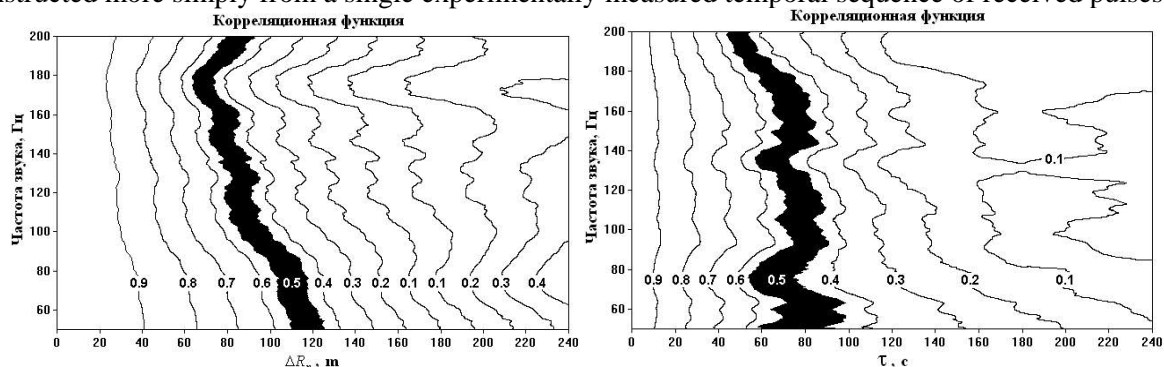 nstructed more simply from a single experimentally measured temporal sequence of received pulses
Корреляционная функция
Частота звука, Гц
200
180
160
140
120
100
80
60
0.9 0.8 0.7 0.6 0.5 0.4 0.3 0.2 0.1 0.1 0.2 0.3 0.4
0 20 40 60 80 100 120 140 160 180 200 220 240
ΔR , m
Корреляционная функция
Частота звука, Гц
200
180
160
140
120
100
80
60
0.1
0.9 0.8 0.7 0.6 0.5 0.4 0.3 0.2 0.1
0 20 40 60 80 100 120 140 160 180 200 220 240
τ , с